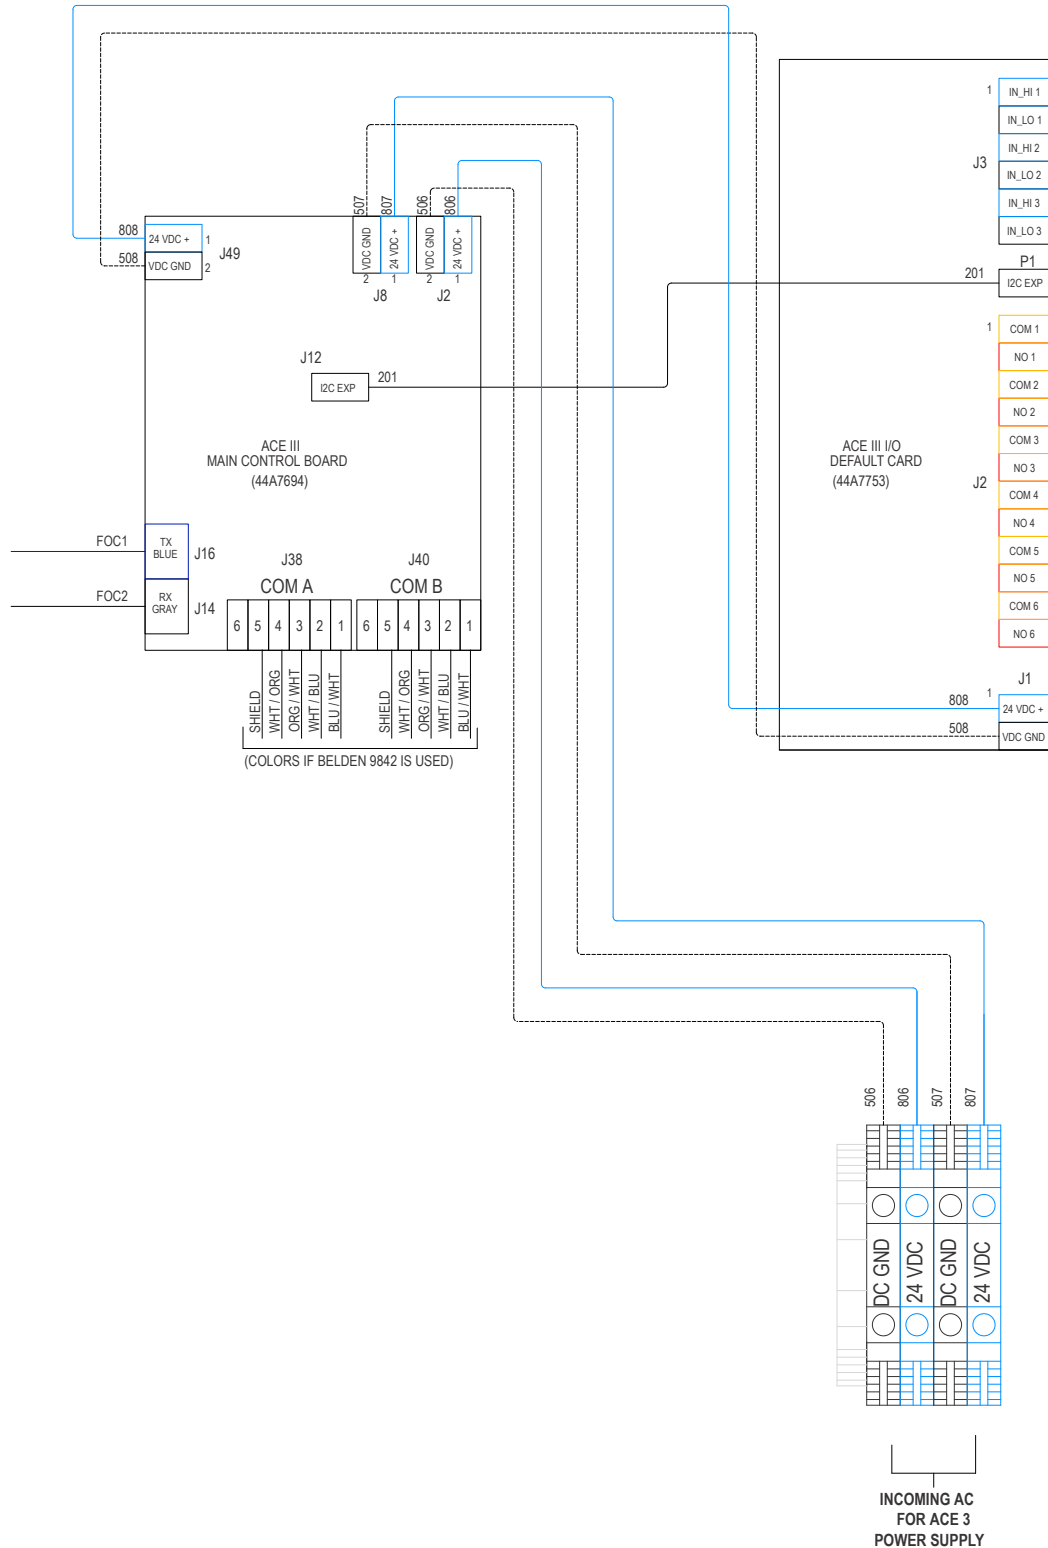 808
24 VDC +
1
508
VDC GND
2
J49
507
807
506
806
VDC GND
24 VDC +
VDC GND
24 VDC +
2
1
2
1
J8
J2
J12
I2C EXP
201
ACE III
MAIN CONTROL BOARD
(44A7694)
FOC1
TX
BLUE
J16
FOC2
RX
GRAY
J14
J38
COM A
6 5 4 3 2 1
J40
COM B
6 5 4 3 2 1
SHIELD
WHT / ORG
ORG / WHT
WHT / BLU
BLU / WHT
SHIELD
WHT / ORG
ORG / WHT
WHT / BLU
BLU / WHT
(COLORS IF BELDEN 9842 IS USED)
1
IN_HI 1
IN_LO 1
IN_HI 2
J3
IN_LO 2
IN_HI 3
IN_LO 3
P1
201
I2C EXP
1
COM 1
NO 1
COM 2
NO 2
COM 3
NO 3
J2
COM 4
NO 4
COM 5
NO 5
COM 6
NO 6
ACE III I/O
DEFAULT CARD
(44A7753)
J1
1
808
24 VDC +
508
VDC GND
506
806
507
807
DC GND
24 VDC
DC GND
24 VDC
INCOMING AC
FOR ACE 3
POWER SUPPLY